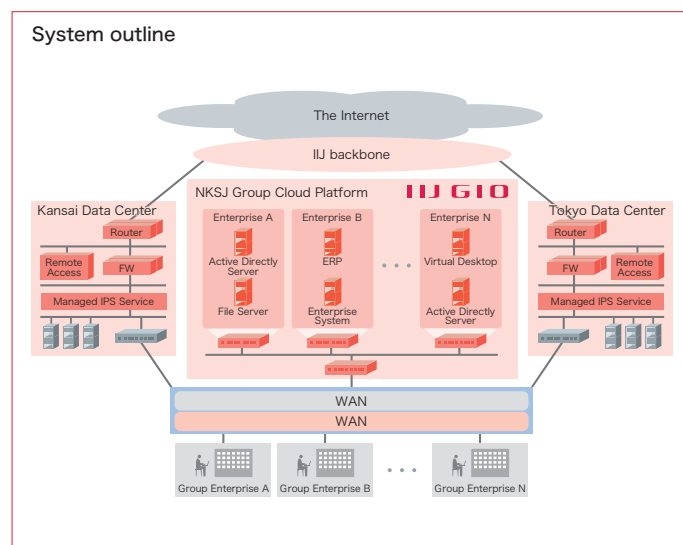 System outline
The Internet
IIJ backbone
NKSJ Group Cloud Platform
IIJ GIO
Kansai Data Center
Router
Remote
Access
FW
Managed IPS Service
Enterprise A
Active Directly
Server
File Server
Enterprise B
ERP
Enterprise
System
Enterprise N
Virtual Desktop
Active Directly
Server
Tokyo Data Center
Router
FW
Remote
Access
Managed IPS Service
WAN
WAN
Group Enterprise A
Group Enterprise B
Group Enterprise N